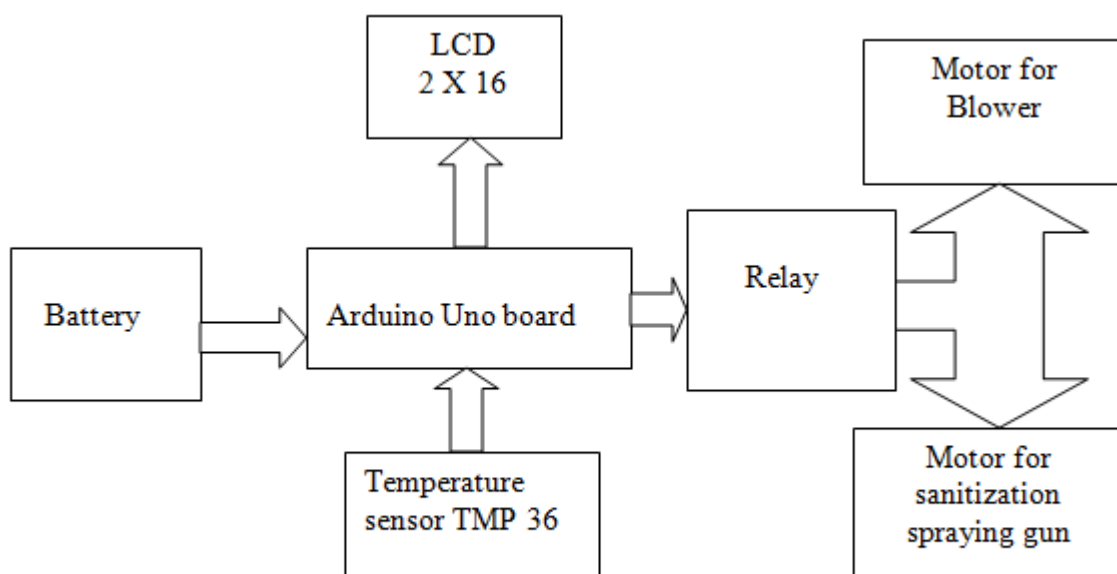 LCD
2 X 16
Motor for
Blower
Battery
Arduino Uno board
Relay
Temperature
sensor TMP 36
Motor for
sanitization
spraying gun